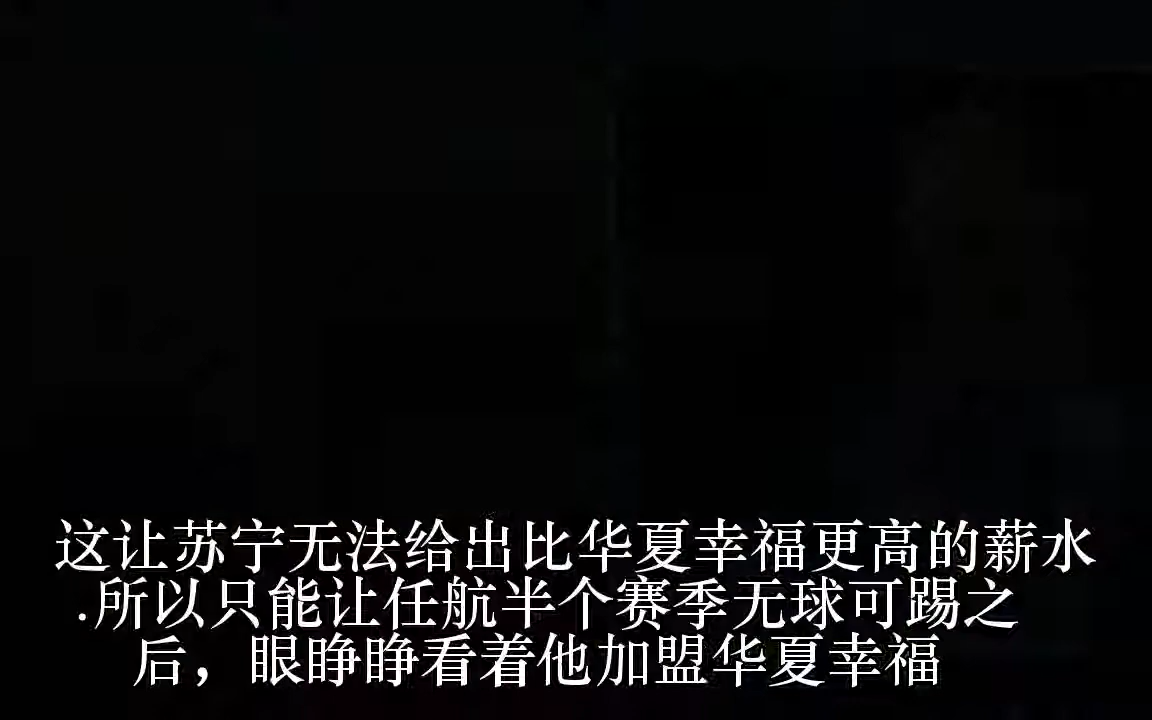 这让苏宁无法给出比华夏幸福更高的薪水
.所以只能让任航半个赛季无球可踢之
后，眼睁睁看着他加盟华夏幸福